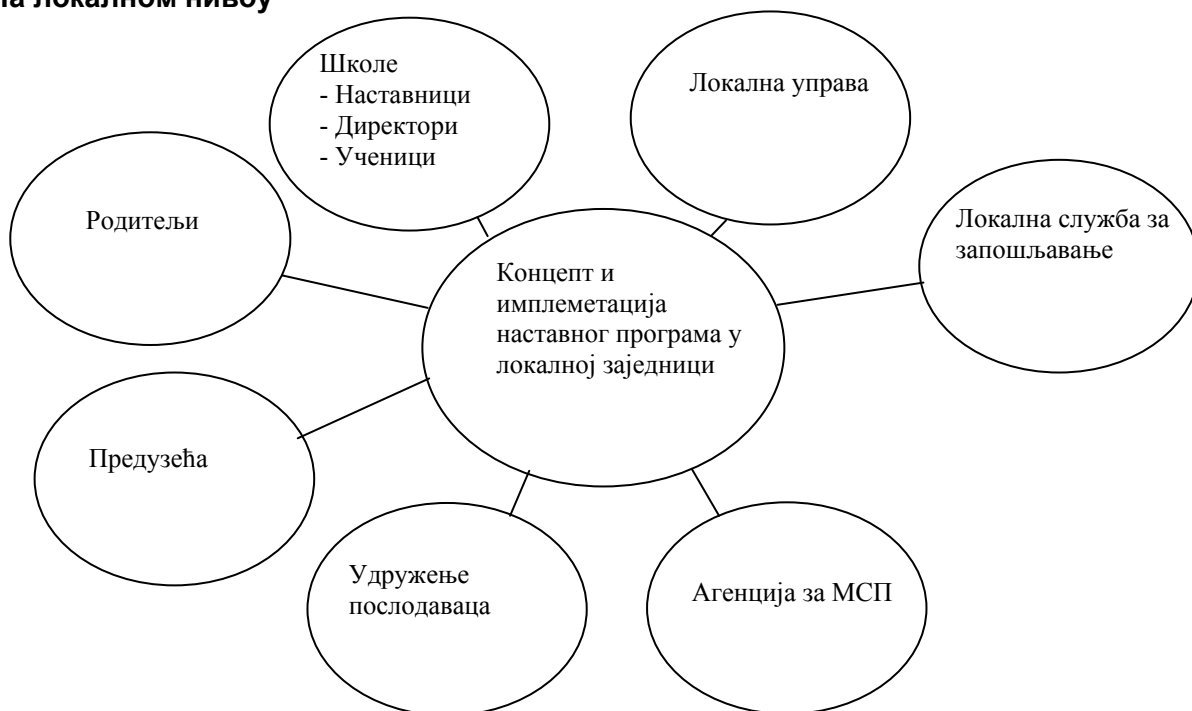 на локалном нивоу
Школе
- Наставници
- Директори
- Ученици
Локална управа
Родитељи
Локална служба за
запошљавање
Концепт и
имплеметација
наставног програма у
локалној заједници
Предузећа
Удружење
послодаваца
Агенција за МСП